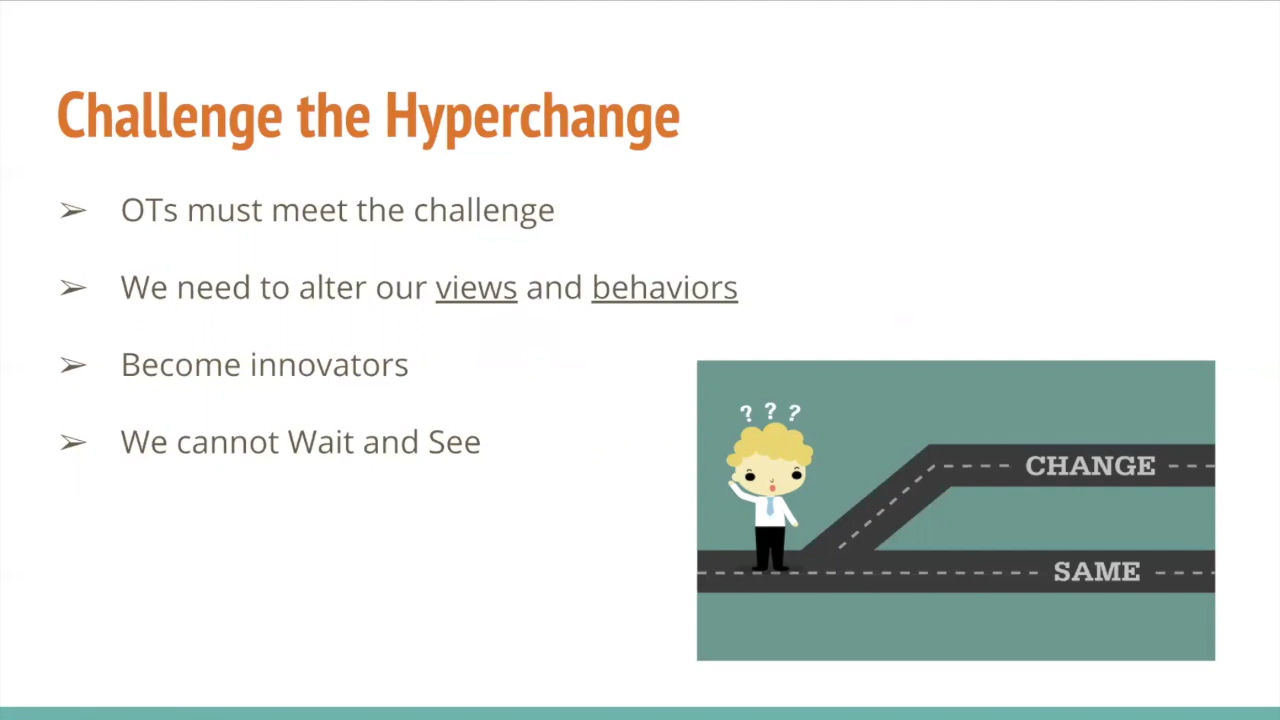 Challenge the Hyperchange
➢ OTs must meet the challenge
➢ We need to alter our views and behaviors
➢ Become innovators
➢ We cannot Wait and See
? ? ?
CHANGE
SAME